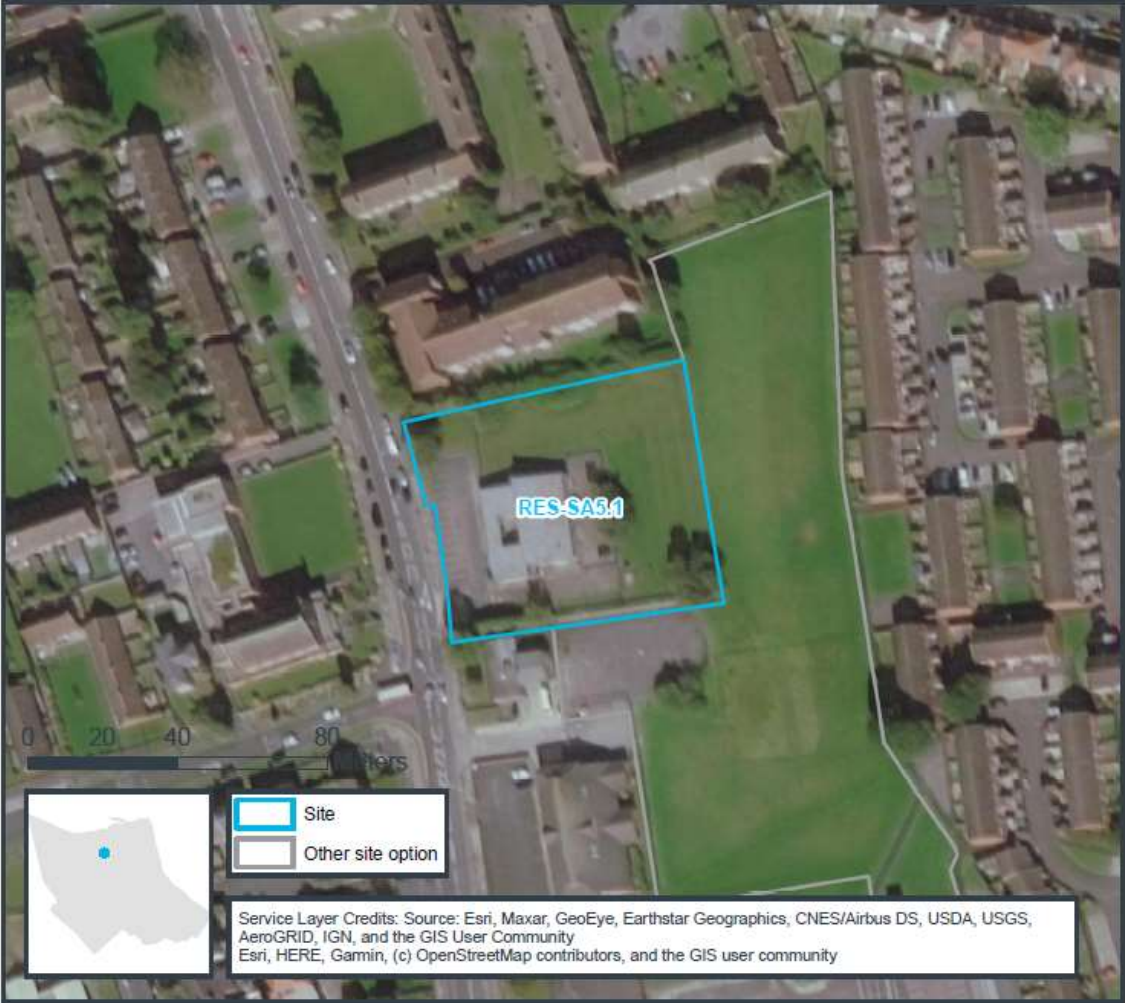 RES-SA5.1
0 20 40 80
Meters
Site
Other site option
Service Layer Credits: Source: Esri, Maxar, GeoEye, Earthstar Geographics, CNES/Airbus DS, USDA, USGS,
AeroGRID, IGN, and the GIS User Community
Esri, HERE, Garmin, (c) OpenStreetMap contributors, and the GIS user community